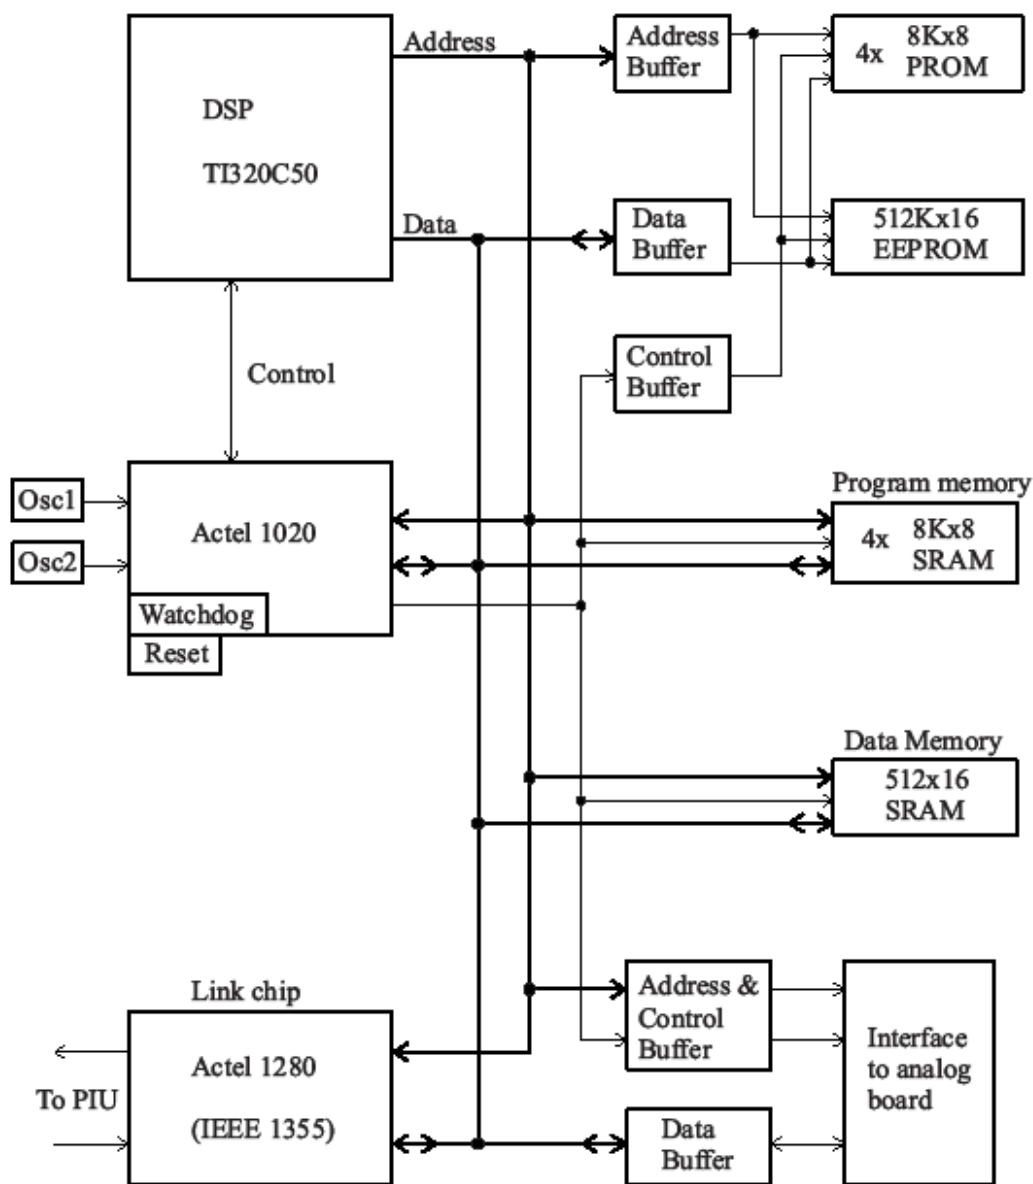 Address
Address
Buffer
4x
8Kx8
PROM
DSP
TI320C50
Data
Data
Buffer
512Kx16
EEPROM
Control
Control
Buffer
Osc1
Osc2
Actel 1020
Watchdog
Reset
Program memory
4x
8Kx8
SRAM
Data Memory
512x16
SRAM
Link chip
Actel 1280
(IEEE 1355)
To PIU
Address &
Control
Buffer
Data
Buffer
Interface
to analog
board